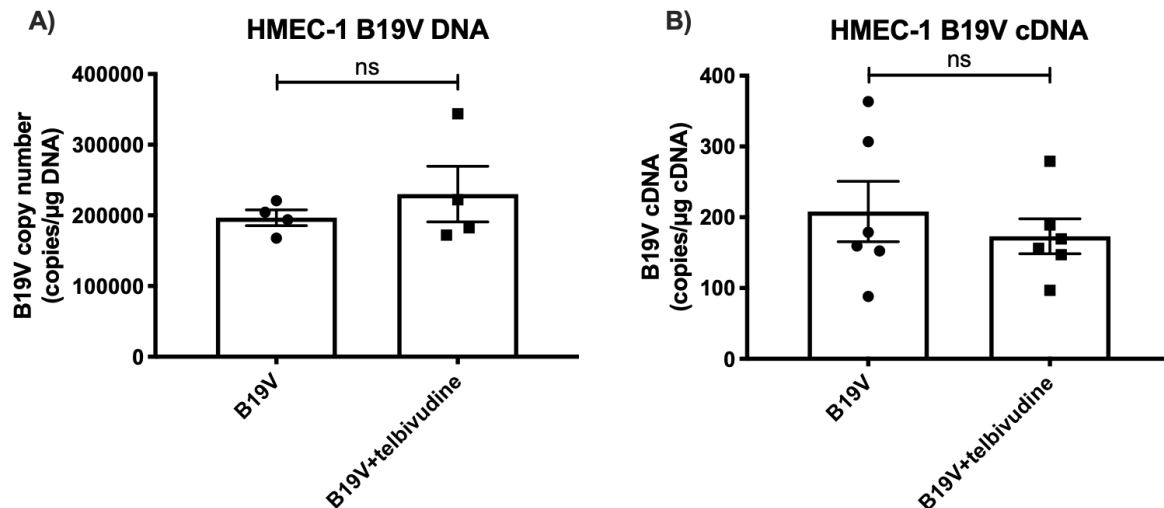 A)
HMEC-1 B19V DNA
ns
B19V copy number
(copies/µg DNA)
400000
300000
200000
100000
0
B19V
B19V+telbivudine
B)
HMEC-1 B19V cDNA
ns
B19V cDNA
(copies/µg cDNA)
400
300
200
100
0
B19V
B19V+telbivudine